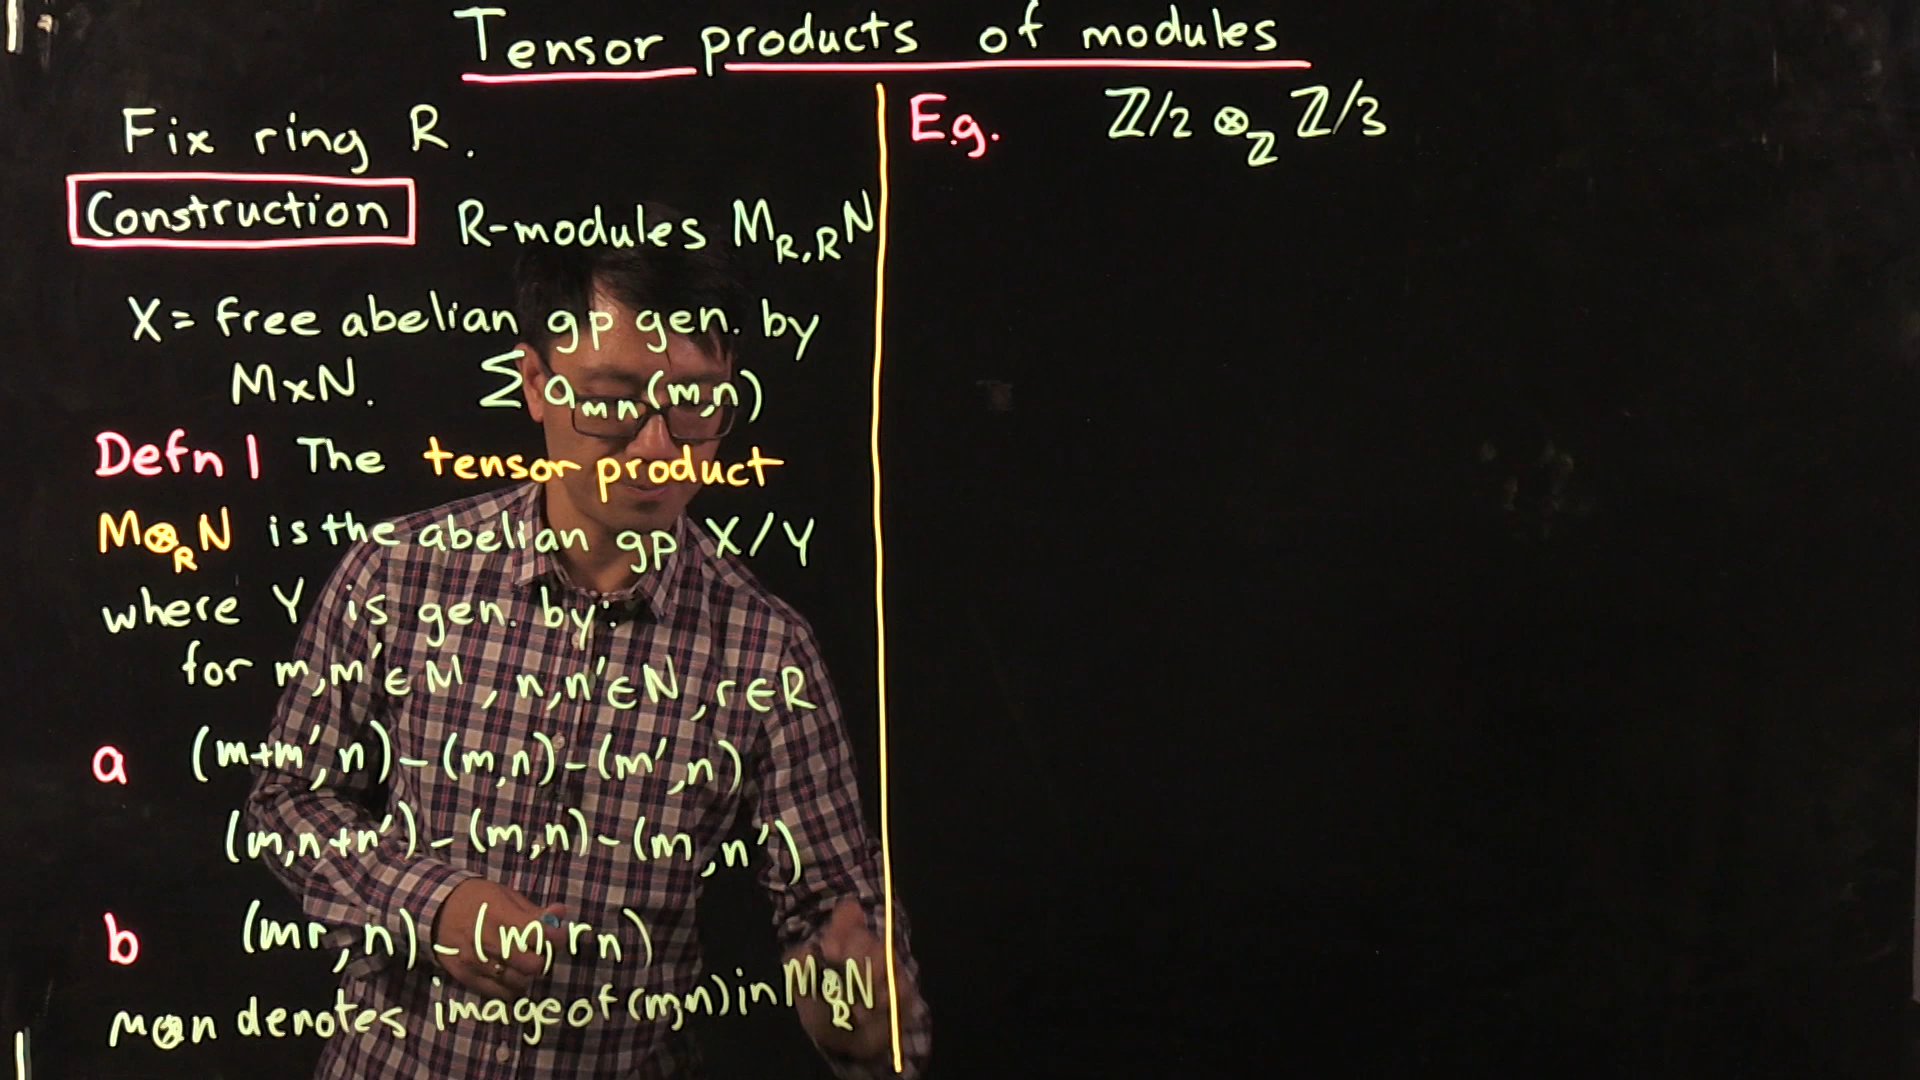 Tensor products of modules
Fix ring R.
Construction R-modules M_R, _RN
X = free abelian gp gen. by
M×N. Σ a_mn (m,n)
Defn 1 The tensor product
M⊗_R N is the abelian gp X/Y
where Y is gen. by:
for m,m' ∈ M, n,n' ∈ N, r ∈ R
a (m+m', n) - (m,n) - (m', n)
(m,n+n') - (m,n) - (m,n')
b (mr, n) - (m, rn)
m⊗n denotes image of (m,n) in M⊗_R N
E.g. ℤ/2 ⊗_ℤ ℤ/3